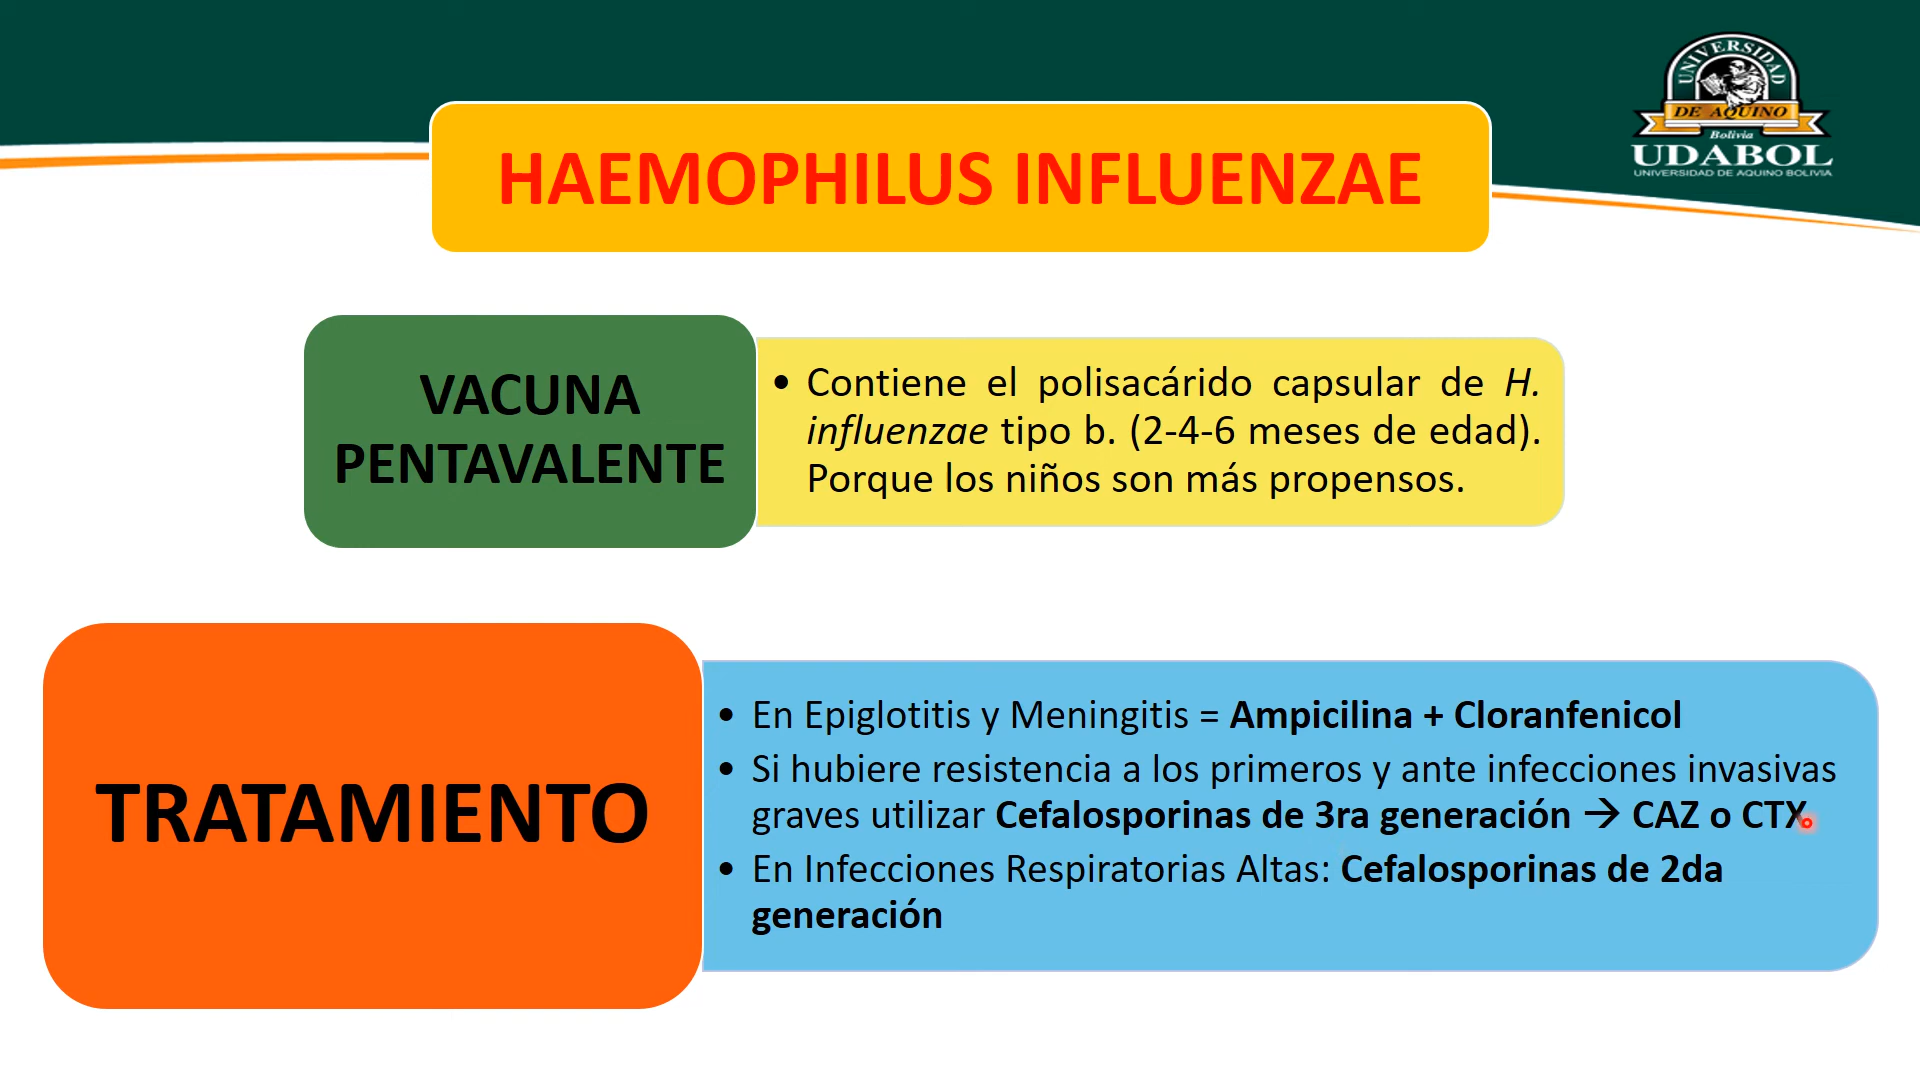 UNIVERSIDAD
DE AQUINO
Bolivia
UDABOL
UNIVERSIDAD DE AQUINO BOLIVIA
HAEMOPHILUS INFLUENZAE
VACUNA
PENTAVALENTE
• Contiene el polisacárido capsular de H.
influenzae tipo b. (2-4-6 meses de edad).
Porque los niños son más propensos.
TRATAMIENTO
• En Epiglotitis y Meningitis = Ampicilina + Cloranfenicol
• Si hubiere resistencia a los primeros y ante infecciones invasivas
graves utilizar Cefalosporinas de 3ra generación → CAZ o CTX.
• En Infecciones Respiratorias Altas: Cefalosporinas de 2da
generación